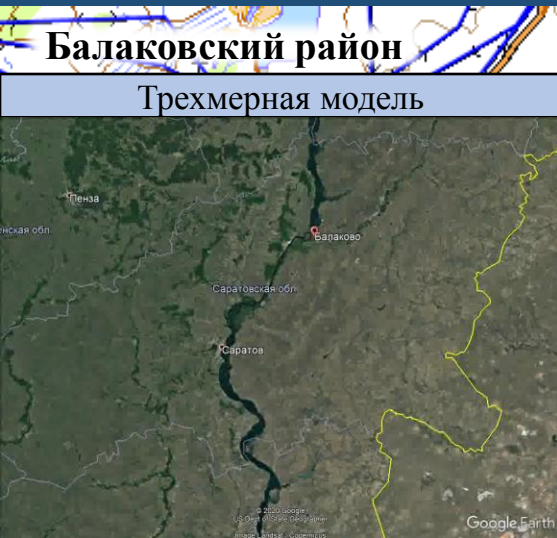 Балаковский район
Трехмерная модель
Пенза
нская обл.
Балаково
Саратовская обл.
Саратов
© 2020 Google
US Dept of State Geographer
Image Landsat / Copernicus
Google Earth